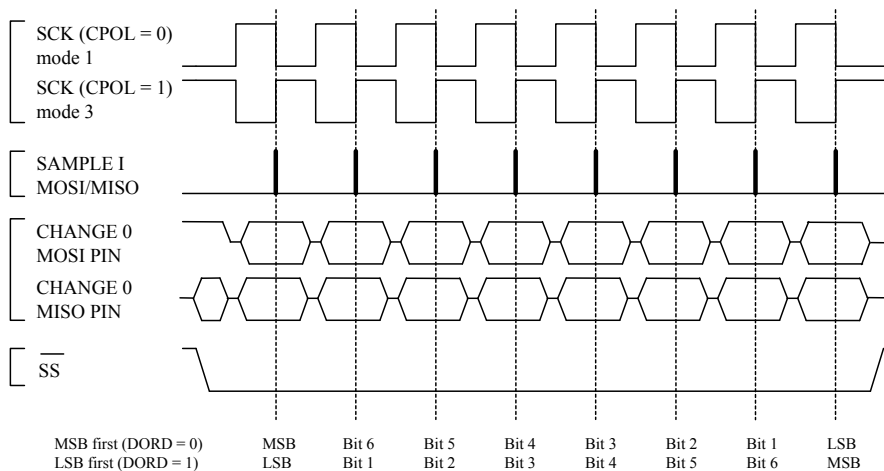 SCK (CPOL = 0)
mode 1
SCK (CPOL = 1)
mode 3
SAMPLE I
MOSI/MISO
CHANGE 0
MOSI PIN
CHANGE 0
MISO PIN
SS
MSB first (DORD = 0) MSB Bit 6 Bit 5 Bit 4 Bit 3 Bit 2 Bit 1 LSB
LSB first (DORD = 1) LSB Bit 1 Bit 2 Bit 3 Bit 4 Bit 5 Bit 6 MSB